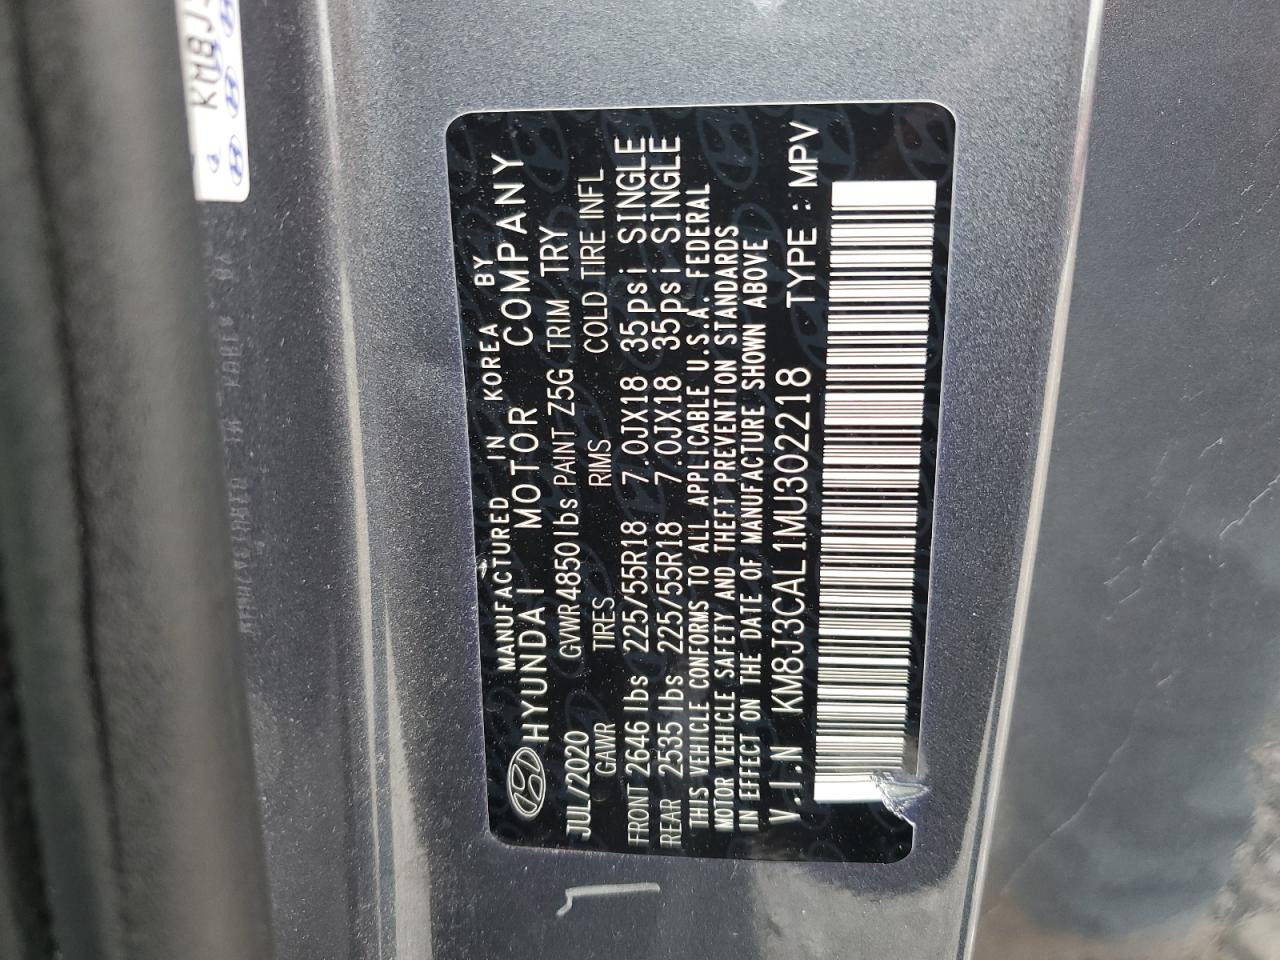 KM8J
MANUFACTURED IN KOREA BY
HYUNDAI MOTOR COMPANY
JUL/2020 GVWR4850lbs PAINT Z5G TRIM TRY
GAWR TIRES RIMS COLD TIRE INFL
FRONT 2646 lbs 225/55R18 7.0JX18 35psi SINGLE
REAR 2535 lbs 225/55R18 7.0JX18 35psi SINGLE
THIS VEHICLE CONFORMS TO ALL APPLICABLE U.S.A. FEDERAL
MOTOR VEHICLE SAFETY AND THEFT PREVENTION STANDARDS
IN EFFECT ON THE DATE OF MANUFACTURE SHOWN ABOVE
V.I.N KM8J3CAL1MU302218 TYPE : MPV